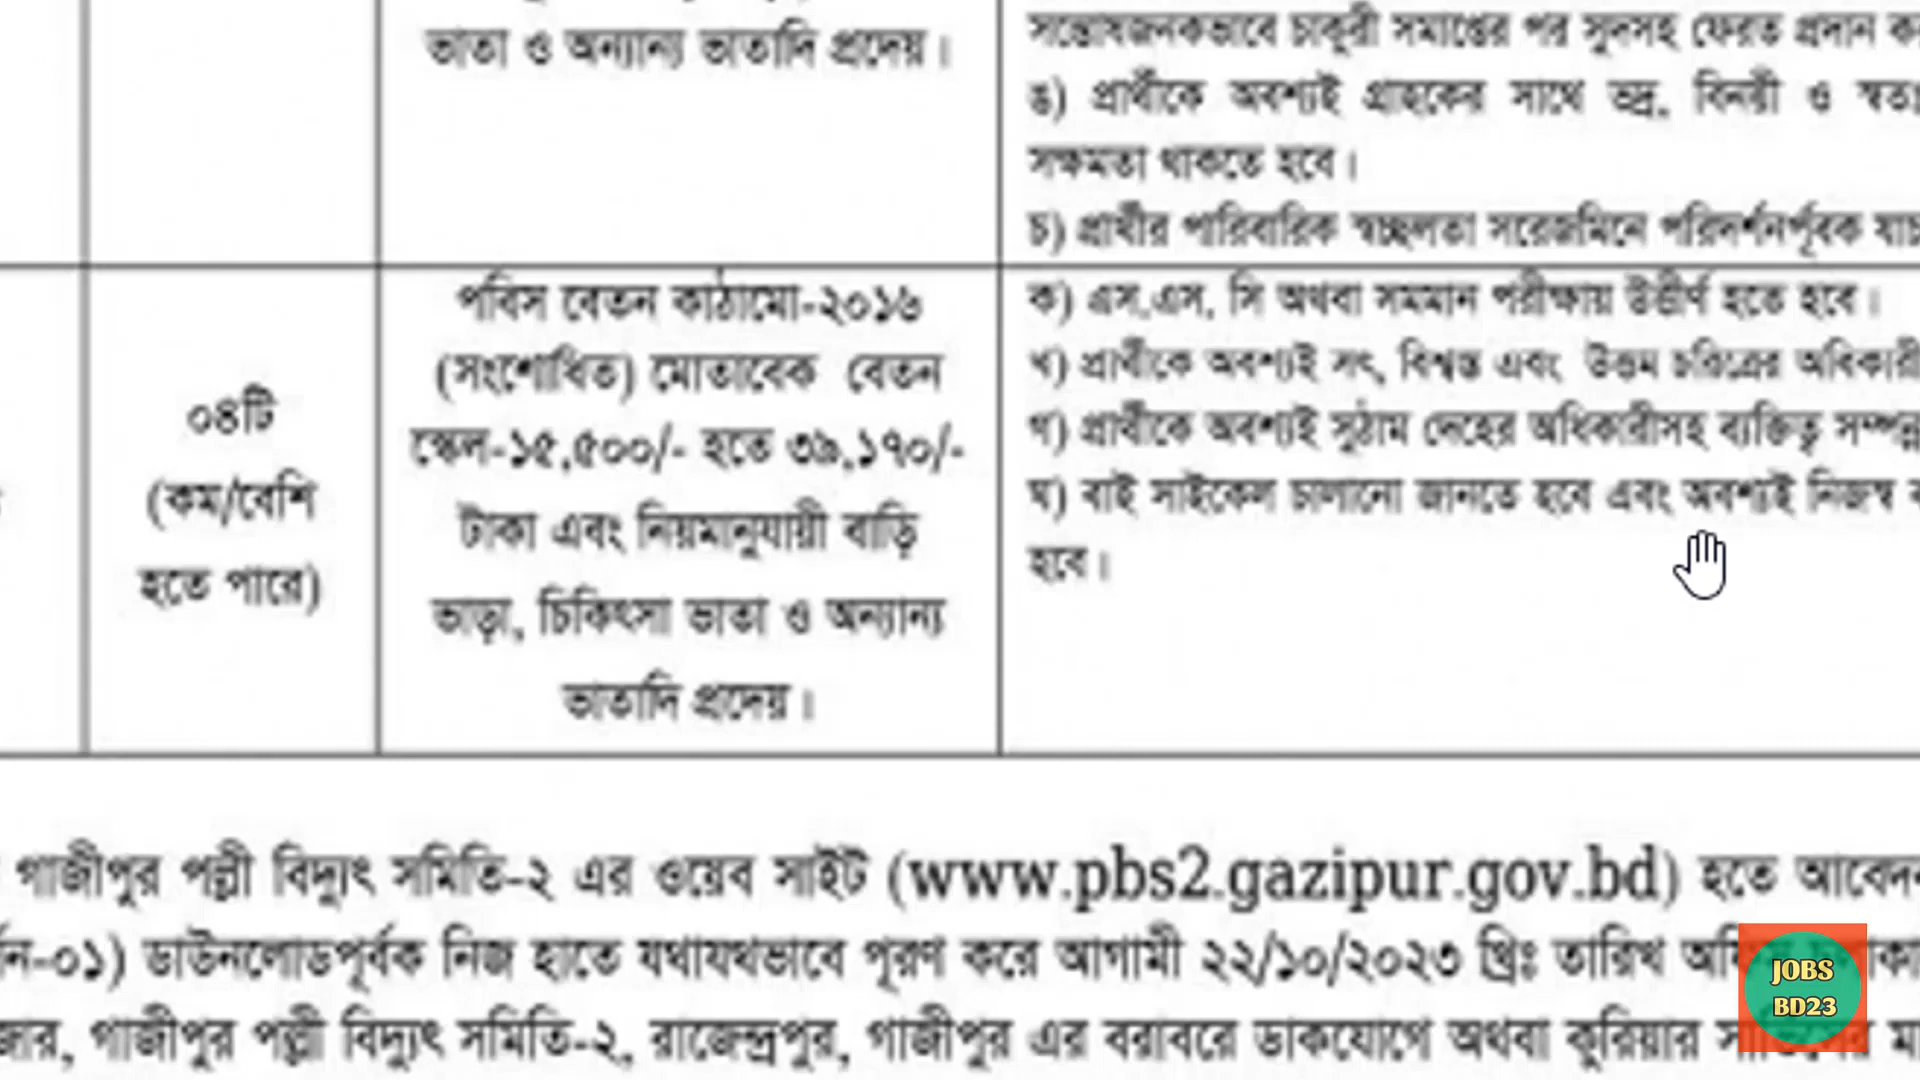 ভাতা ও অন্যান্য ভাতাদি প্রদেয়।
সন্তোষজনকভাবে চাকুরী সমাপ্তের পর সুদসহ ফেরত প্রদান
ঙ) প্রার্থীকে অবশ্যই গ্রাহকের সাথে ভদ্র, বিনয়ী ও
সক্ষমতা থাকতে হবে।
চ) প্রার্থীর পারিবারিক স্বচ্ছলতা সরেজমিনে পরিদর্শনপূর্বক
০৪টি
(কম/বেশি
হতে পারে)
পবিস বেতন কাঠামো-২০১৬
(সংশোধিত) মোতাবেক বেতন
স্কেল-১৫,৫০০/- হতে ৩৯,১৭০/-
টাকা এবং নিয়মানুযায়ী বাড়ি
ভাড়া, চিকিৎসা ভাতা ও অন্যান্য
ভাতাদি প্রদেয়।
ক) এস.এস. সি অথবা সমমান পরীক্ষায় উত্তীর্ণ হতে হবে।
খ) প্রার্থীকে অবশ্যই সৎ, বিশ্বস্ত এবং উত্তম চরিত্রের অধিকারী
গ) প্রার্থীকে অবশ্যই সুঠাম দেহের অধিকারীসহ ব্যক্তিত্ব সম্পন্ন
ঘ) বাই সাইকেল চালানো জানতে হবে এবং অবশ্যই নিজস্ব
হবে।
গাজীপুর পল্লী বিদ্যুৎ সমিতি-২ এর ওয়েব সাইট (www.pbs2.gazipur.gov.bd) হতে আবেদন
-০১) ডাউনলোডপূর্বক নিজ হাতে যথাযথভাবে পূরণ করে আগামী ২২/১০/২০২৩ খ্রিঃ তারিখ
গাজীপুর পল্লী বিদ্যুৎ সমিতি-২, রাজেন্দ্রপুর, গাজীপুর এর বরাবরে ডাকযোগে অথবা কুরিয়ার
JOBS
BD23